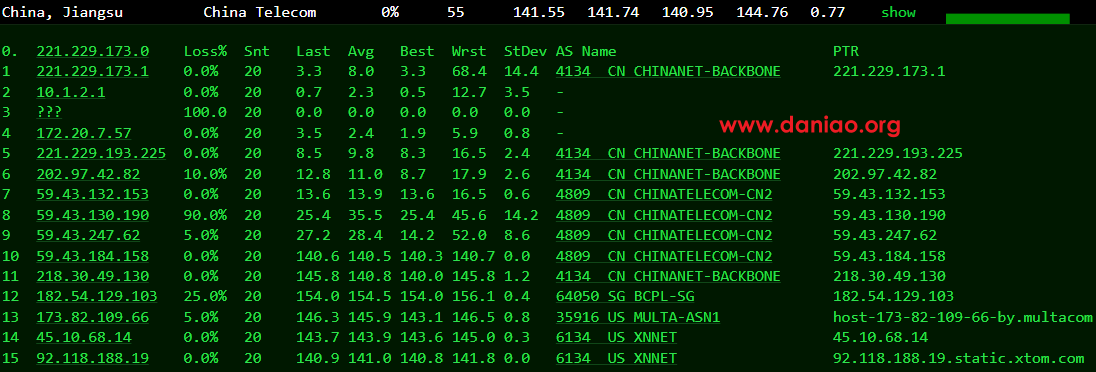 China, Jiangsu China Telecom 0% 55 141.55 141.74 140.95 144.76 0.77 show
0. 221.229.173.0 Loss% Snt Last Avg Best Wrst StDev AS Name PTR
1 221.229.173.1 0.0% 20 3.3 8.0 3.3 68.4 14.4 4134 CN CHINANET-BACKBONE 221.229.173.1
2 10.1.2.1 0.0% 20 0.7 2.3 0.5 12.7 3.5 -
3 ??? 100.0 20 0.0 0.0 0.0 0.0 0.0 -
4 172.20.7.57 0.0% 20 3.5 2.4 1.9 5.9 0.8 -
www.daniao.org
5 221.229.193.225 0.0% 20 8.5 9.8 8.3 16.5 2.4 4134 CN CHINANET-BACKBONE 221.229.193.225
6 202.97.42.82 10.0% 20 12.8 11.0 8.7 17.9 2.6 4134 CN CHINANET-BACKBONE 202.97.42.82
7 59.43.132.153 0.0% 20 13.6 13.9 13.6 16.5 0.6 4809 CN CHINATELECOM-CN2 59.43.132.153
8 59.43.130.190 90.0% 20 25.4 35.5 25.4 45.6 14.2 4809 CN CHINATELECOM-CN2 59.43.130.190
9 59.43.247.62 5.0% 20 27.2 28.4 14.2 52.0 8.6 4809 CN CHINATELECOM-CN2 59.43.247.62
10 59.43.184.158 0.0% 20 140.6 140.5 140.3 140.7 0.0 4809 CN CHINATELECOM-CN2 59.43.184.158
11 218.30.49.130 0.0% 20 145.8 140.8 140.0 145.8 1.2 4134 CN CHINANET-BACKBONE 218.30.49.130
12 182.54.129.103 25.0% 20 154.0 154.5 154.0 156.1 0.4 64050 SG BCPL-SG 182.54.129.103
13 173.82.109.66 5.0% 20 146.3 145.9 143.1 146.5 0.8 35916 US MULTA-ASN1 host-173-82-109-66-by.multacom
14 45.10.68.14 0.0% 20 143.7 143.9 143.6 145.0 0.3 6134 US XNNET 45.10.68.14
15 92.118.188.19 0.0% 20 140.9 141.0 140.8 141.8 0.0 6134 US XNNET 92.118.188.19.static.xtom.com